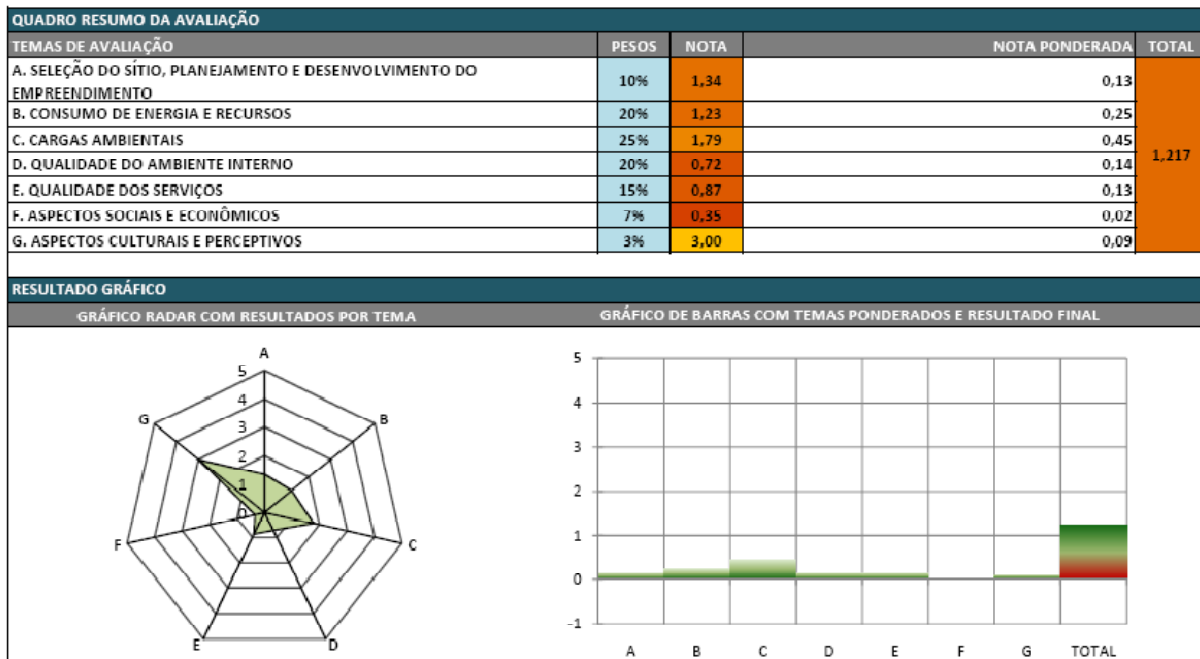 QUADRO RESUMO DA AVALIAÇÃO
TEMAS DE AVALIAÇÃO PESOS NOTA NOTA PONDERADA TOTAL
A. SELEÇÃO DO SÍTIO, PLANEJAMENTO E DESENVOLVIMENTO DO
EMPREENDIMENTO 10% 1,34 0,13
B. CONSUMO DE ENERGIA E RECURSOS 20% 1,23 0,25
C. CARGAS AMBIENTAIS 25% 1,79 0,45
D. QUALIDADE DO AMBIENTE INTERNO 20% 0,72 0,14 1,217
E. QUALIDADE DOS SERVIÇOS 15% 0,87 0,13
F. ASPECTOS SOCIAIS E ECONÔMICOS 7% 0,35 0,02
G. ASPECTOS CULTURAIS E PERCEPTIVOS 3% 3,00 0,09
RESULTADO GRÁFICO
GRÁFICO RADAR COM RESULTADOS POR TEMA GRÁFICO DE BARRAS COM TEMAS PONDERADOS E RESULTADO FINAL
A
5
4
3
2
1
0
B
C
D
E
F
G
5
4
3
2
1
0
-1
A B C D E F G TOTAL